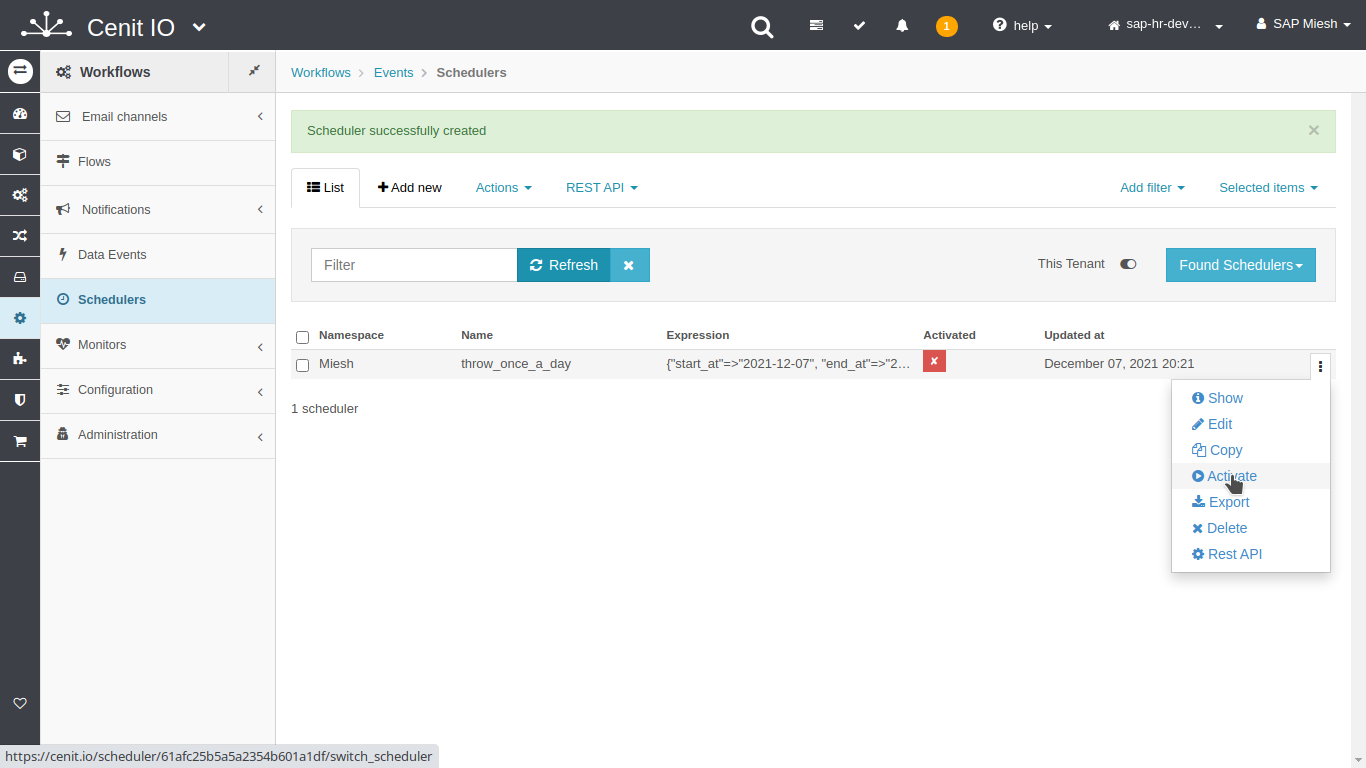 Cenit IO
1
help
sap-hr-dev...
SAP Miesh
Workflows
Email channels
Flows
Notifications
Data Events
Schedulers
Monitors
Configuration
Administration
Workflows > Events > Schedulers
Scheduler successfully created ×
List
Add new
Actions
REST API
Add filter
Selected items
Filter
Refresh
This Tenant
Found Schedulers
Namespace Name Expression Activated Updated at
Miesh throw_once_a_day {"start_at"=>"2021-12-07", "end_at"=>"2... ✘ December 07, 2021 20:21
1 scheduler
Show
Edit
Copy
Activate
Export
Delete
Rest API
https://cenit.io/scheduler/61afc25b5a5a2354b601a1df/switch_scheduler